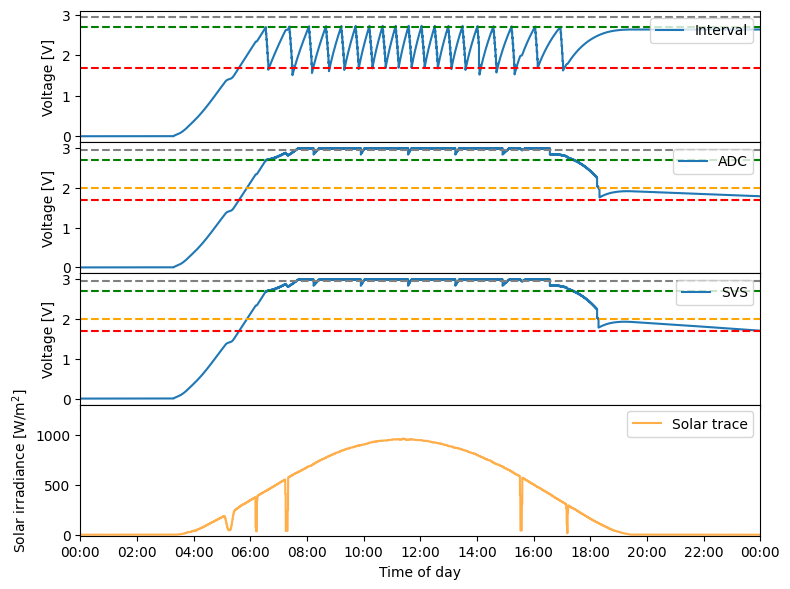 3
2
1
0
Voltage [V]
Interval
3
2
1
0
Voltage [V]
ADC
3
2
1
0
Voltage [V]
SVS
1000
500
0
Solar irradiance [W/m²]
Solar trace
00:00 02:00 04:00 06:00 08:00 10:00 12:00 14:00 16:00 18:00 20:00 22:00 00:00
Time of day